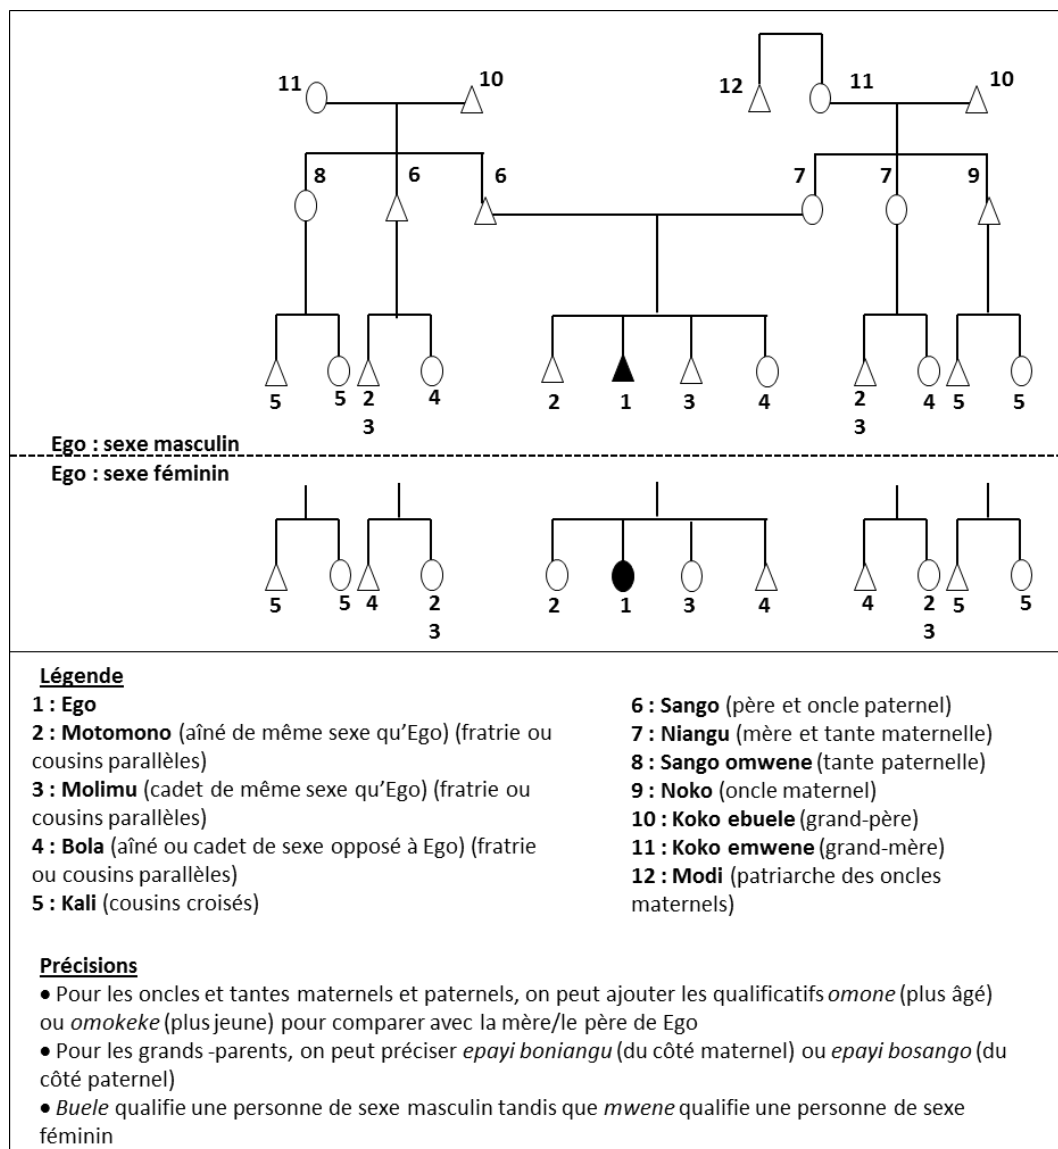 11 10 12 11 10
8 6 6 7 7 9
5 5 2 4 2 1 3 4 2 4 5 5
3 3
Ego : sexe masculin
Ego : sexe féminin
5 5 4 2 2 1 3 4 4 2 5 5
3 3
Légende
1 : Ego
2 : Motomono (aîné de même sexe qu’Ego) (fratrie ou
cousins parallèles)
3 : Molimu (cadet de même sexe qu’Ego) (fratrie ou
cousins parallèles)
4 : Bola (aîné ou cadet de sexe opposé à Ego) (fratrie
ou cousins parallèles)
5 : Kali (cousins croisés)
6 : Sango (père et oncle paternel)
7 : Niangu (mère et tante maternelle)
8 : Sango omwene (tante paternelle)
9 : Noko (oncle maternel)
10 : Koko ebuele (grand-père)
11 : Koko emwene (grand-mère)
12 : Modi (patriarche des oncles
maternels)
Précisions
• Pour les oncles et tantes maternels et paternels, on peut ajouter les qualificatifs omone (plus âgé)
ou omokeke (plus jeune) pour comparer avec la mère/le père de Ego
• Pour les grands -parents, on peut préciser epayi boniangu (du côté maternel) ou epayi bosango (du
côté paternel)
• Buele qualifie une personne de sexe masculin tandis que mwene qualifie une personne de sexe
féminin